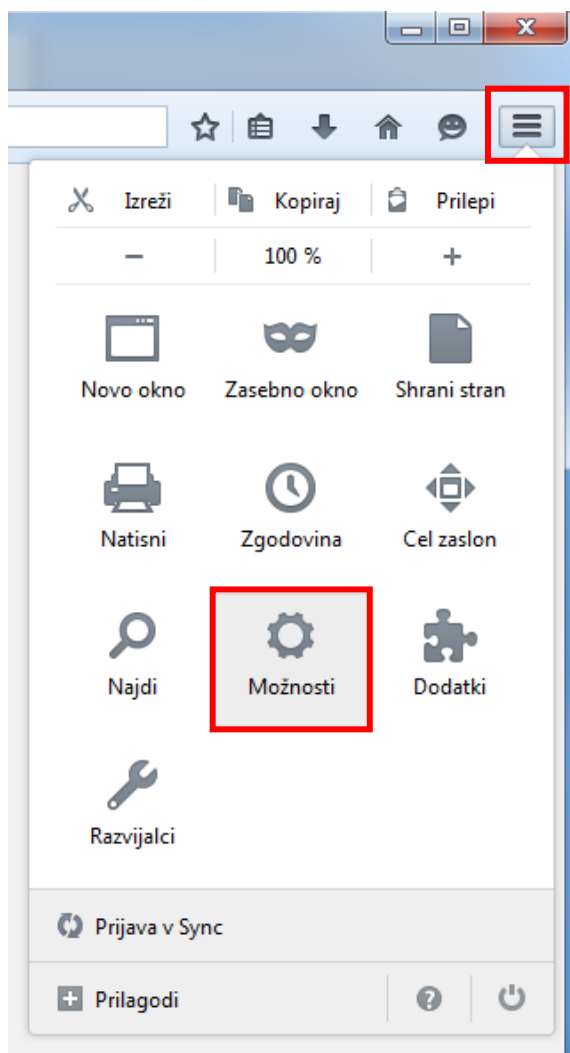 Izreži Kopiraj Prilepi
− 100 % +
Novo okno Zasebno okno Shrani stran
Natisni Zgodovina Cel zaslon
Najdi Možnosti Dodatki
Razvijalci
Prijava v Sync
Prilagodi